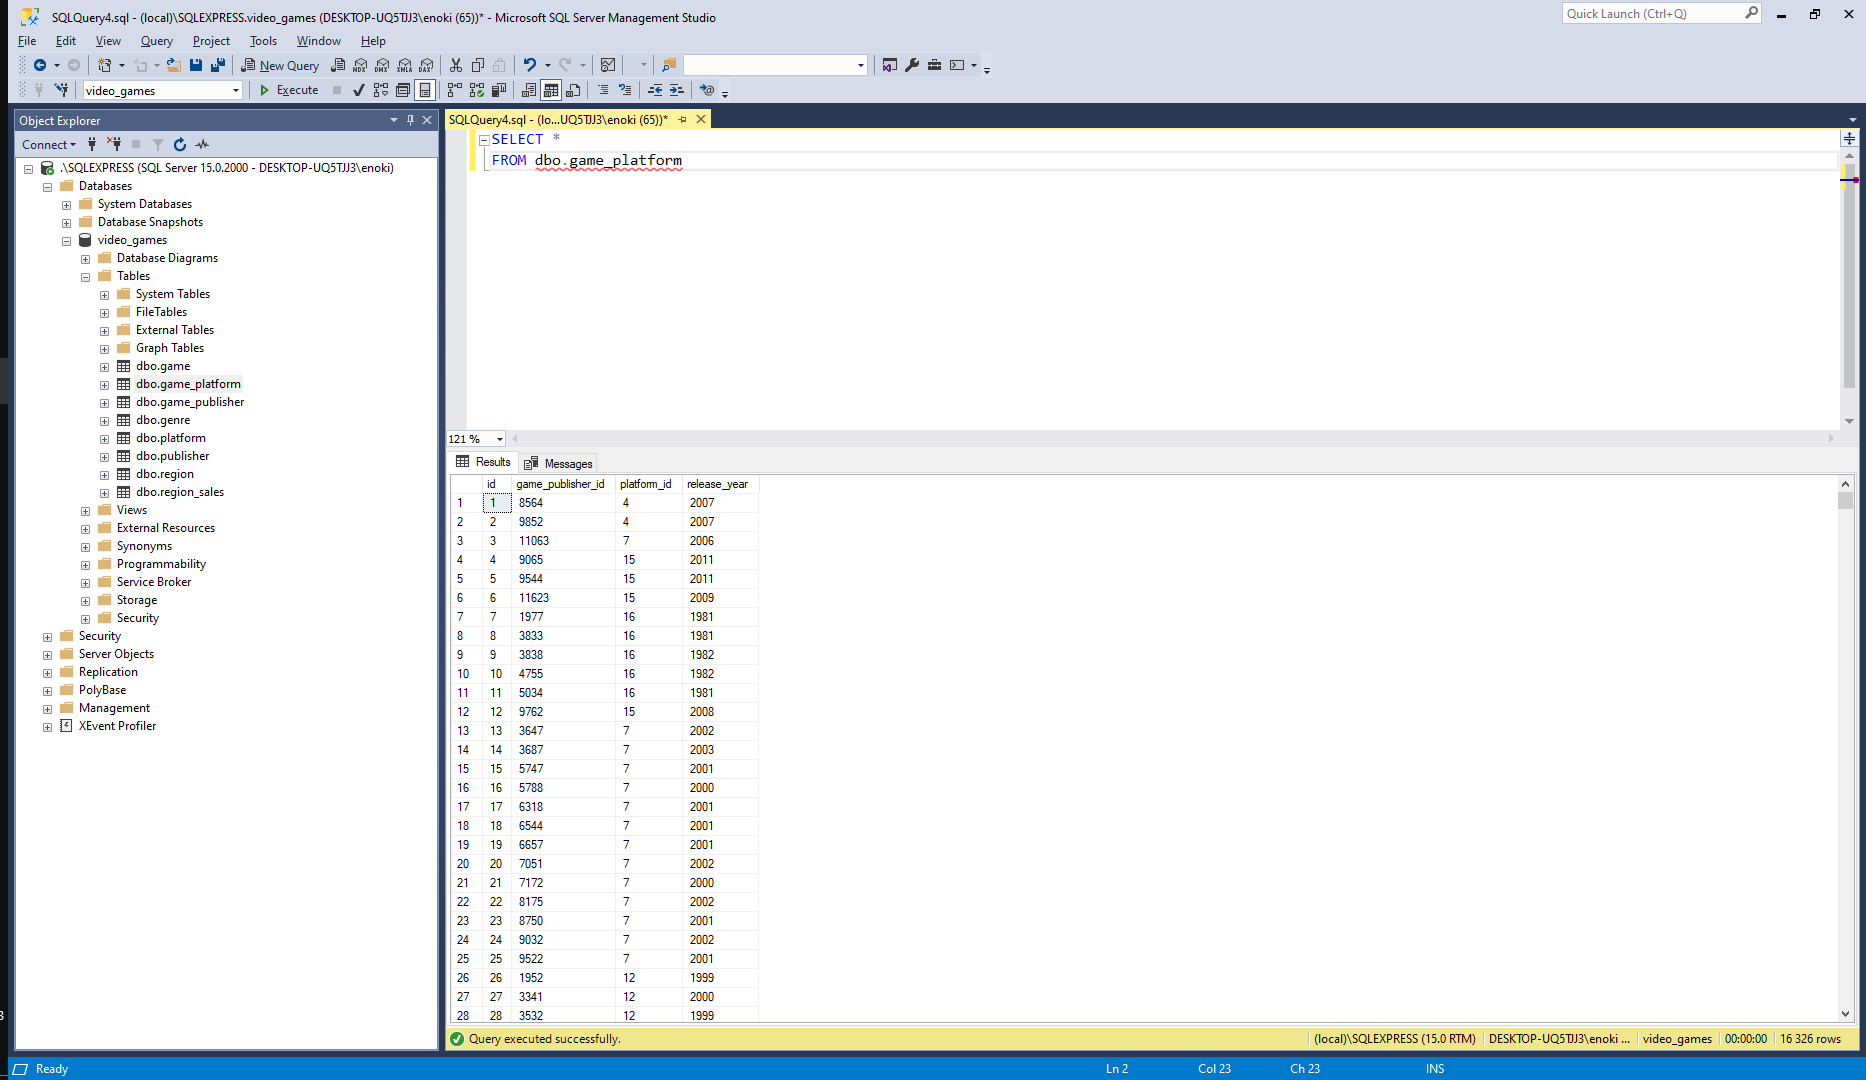 SQLQuery4.sql - (local)\SQLEXPRESS.video_games (DESKTOP-UQ5TJJ3\enoki (65))* - Microsoft SQL Server Management Studio
Quick Launch (Ctrl+Q)
File Edit View Query Project Tools Window Help
New Query MDX DMX XMLA DAX
video_games Execute
Object Explorer
Connect
.\SQLEXPRESS (SQL Server 15.0.2000 - DESKTOP-UQ5TJJ3\enoki)
Databases
System Databases
Database Snapshots
video_games
Database Diagrams
Tables
System Tables
FileTables
External Tables
Graph Tables
dbo.game
dbo.game_platform
dbo.game_publisher
dbo.genre
dbo.platform
dbo.publisher
dbo.region
dbo.region_sales
Views
External Resources
Synonyms
Programmability
Service Broker
Storage
Security
Security
Server Objects
Replication
PolyBase
Management
XEvent Profiler
SQLQuery4.sql - (lo...UQ5TJJ3\enoki (65))*
SELECT *
FROM dbo.game_platform
121 %
Results Messages
id game_publisher_id platform_id release_year
1 1 8564 4 2007
2 2 9852 4 2007
3 3 11063 7 2006
4 4 9065 15 2011
5 5 9544 15 2011
6 6 11623 15 2009
7 7 1977 16 1981
8 8 3833 16 1981
9 9 3838 16 1982
10 10 4755 16 1982
11 11 5034 16 1981
12 12 9762 15 2008
13 13 3647 7 2002
14 14 3687 7 2003
15 15 5747 7 2001
16 16 5788 7 2000
17 17 6318 7 2001
18 18 6544 7 2001
19 19 6657 7 2001
20 20 7051 7 2002
21 21 7172 7 2000
22 22 8175 7 2002
23 23 8750 7 2001
24 24 9032 7 2002
25 25 9522 7 2001
26 26 1952 12 1999
27 27 3341 12 2000
28 28 3532 12 1999
Query executed successfully.
(local)\SQLEXPRESS (15.0 RTM) DESKTOP-UQ5TJJ3\enoki ... video_games 00:00:00 16 326 rows
Ready Ln 2 Col 23 Ch 23 INS